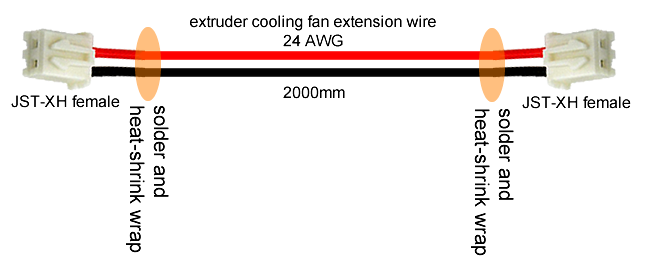 extruder cooling fan extension wire
24 AWG
2000mm
JST-XH female
JST-XH female
solder and
heat-shrink wrap
solder and
heat-shrink wrap